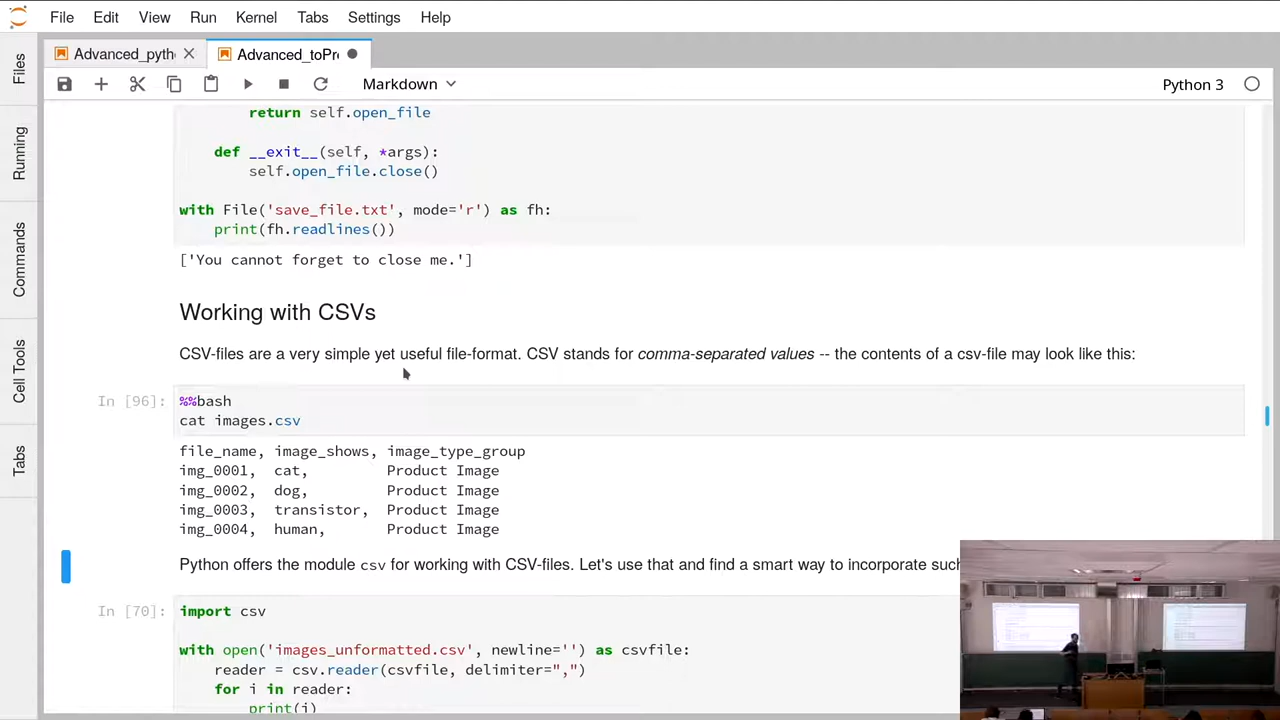 File Edit View Run Kernel Tabs Settings Help
Files
Running
Commands
Cell Tools
Tabs
Advanced_pyth
Advanced_toPr
Markdown
Python 3
return self.open_file
def __exit__(self, *args):
self.open_file.close()
with File('save_file.txt', mode='r') as fh:
print(fh.readlines())
['You cannot forget to close me.']
Working with CSVs
CSV-files are a very simple yet useful file-format. CSV stands for comma-separated values -- the contents of a csv-file may look like this:
In [96]:
%%bash
cat images.csv
file_name, image_shows, image_type_group
img_0001, cat, Product Image
img_0002, dog, Product Image
img_0003, transistor, Product Image
img_0004, human, Product Image
Python offers the module csv for working with CSV-files. Let's use that and find a smart way to incorporate such
In [70]:
import csv
with open('images_unformatted.csv', newline='') as csvfile:
reader = csv.reader(csvfile, delimiter=",")
for i in reader:
print(i)